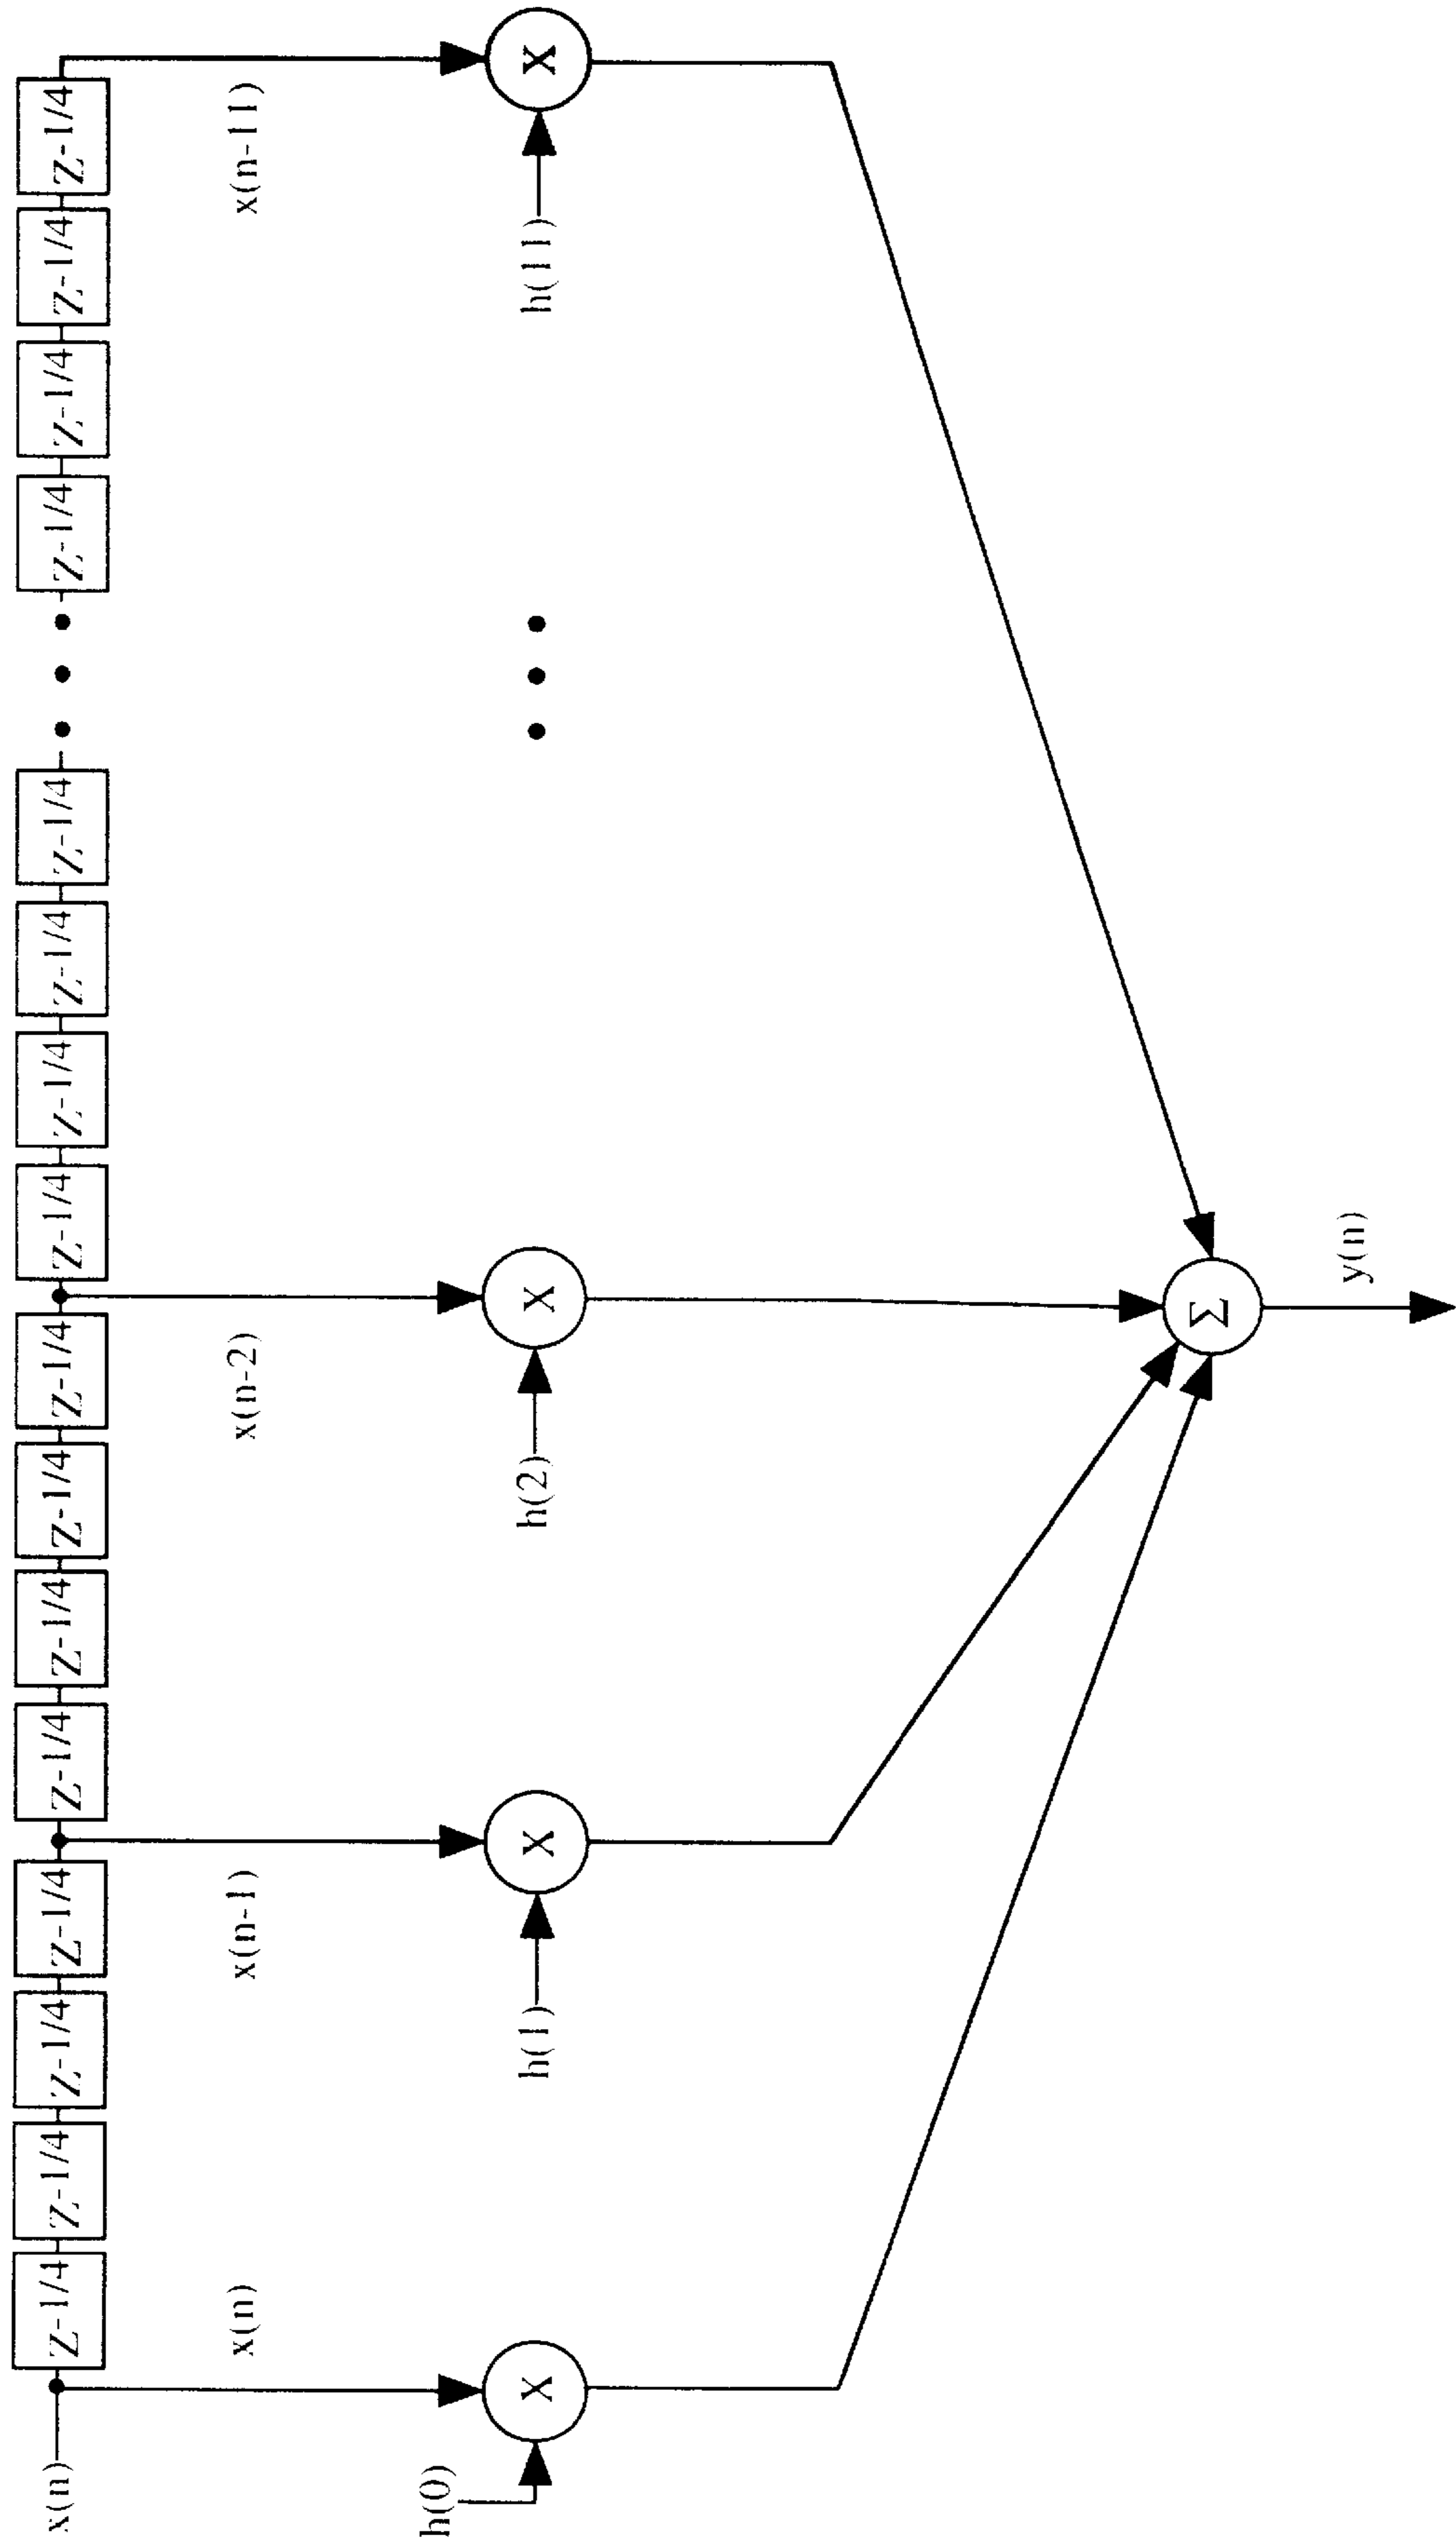 x(n) Z-1/4 Z-1/4 Z-1/4 Z-1/4 Z-1/4 Z-1/4 Z-1/4 Z-1/4 Z-1/4 Z-1/4 Z-1/4 Z-1/4 • • • Z-1/4 Z-1/4 Z-1/4 Z-1/4
x(n) x(n-1) x(n-2) x(n-11)
h(0) X h(1) X h(2) X • • • h(11) X
Σ
y(n)